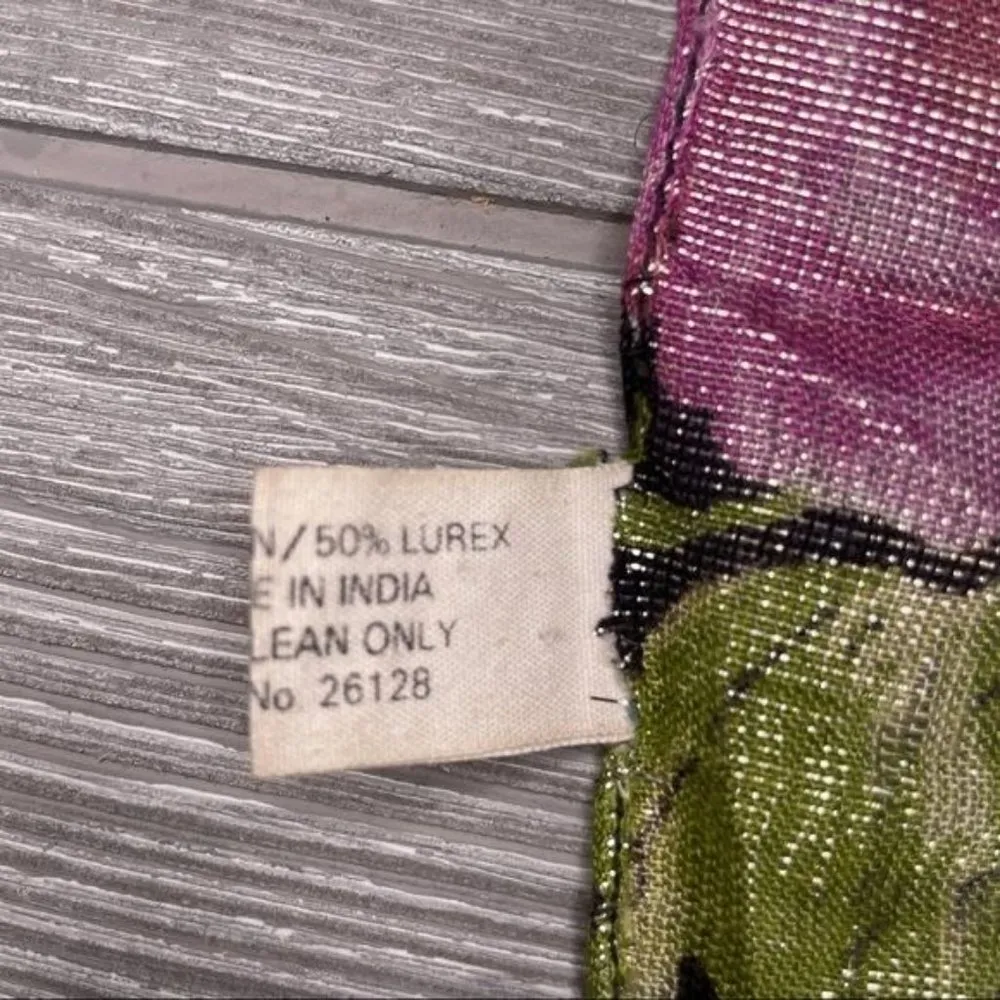 N/50% LUREX
E IN INDIA
LEAN ONLY
No 26128